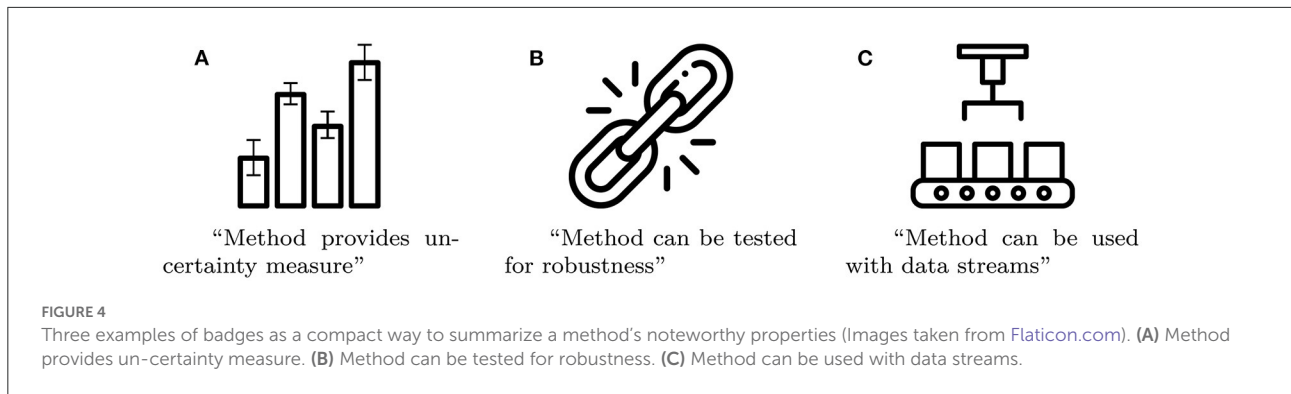 A
B
C
“Method provides un-
certainty measure”
“Method can be tested
for robustness”
“Method can be used
with data streams”
FIGURE 4
Three examples of badges as a compact way to summarize a method's noteworthy properties (Images taken from Flaticon.com). (A) Method
provides un-certainty measure. (B) Method can be tested for robustness. (C) Method can be used with data streams.